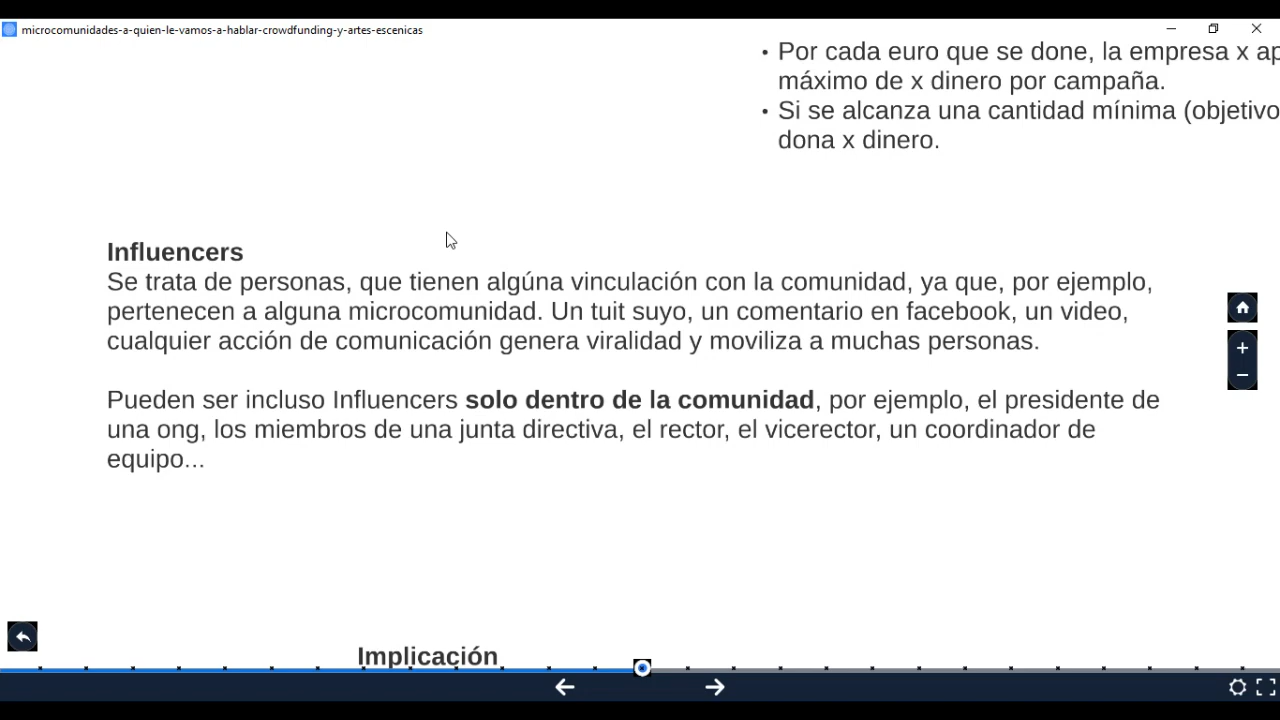 microcomunidades-a-quien-le-vamos-a-hablar-crowdfunding-y-artes-escenicas
• Por cada euro que se done, la empresa x ap
máximo de x dinero por campaña.
• Si se alcanza una cantidad mínima (objetivo
dona x dinero.
Influencers
Se trata de personas, que tienen algúna vinculación con la comunidad, ya que, por ejemplo,
pertenecen a alguna microcomunidad. Un tuit suyo, un comentario en facebook, un video,
cualquier acción de comunicación genera viralidad y moviliza a muchas personas.
Pueden ser incluso Influencers solo dentro de la comunidad, por ejemplo, el presidente de
una ong, los miembros de una junta directiva, el rector, el vicerector, un coordinador de
equipo...
Implicación